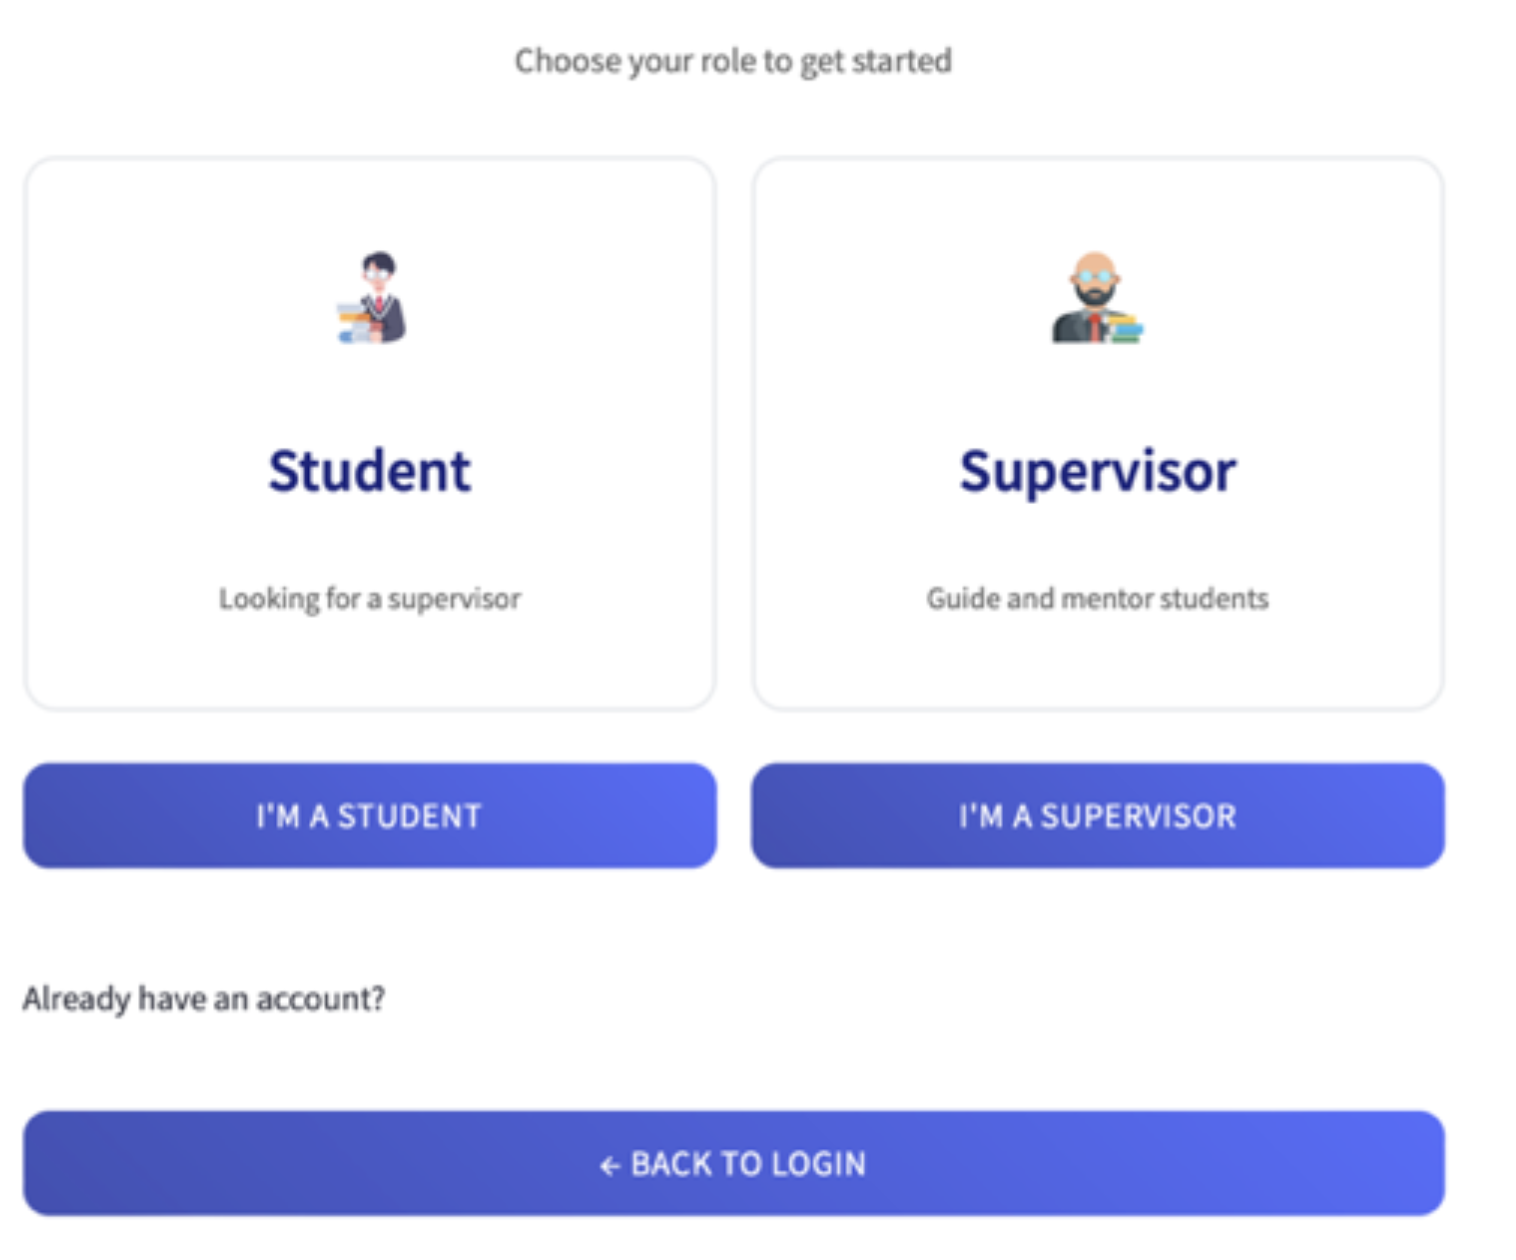 Choose your role to get started
Student
Supervisor
Looking for a supervisor
Guide and mentor students
I'M A STUDENT
I'M A SUPERVISOR
Already have an account?
← BACK TO LOGIN